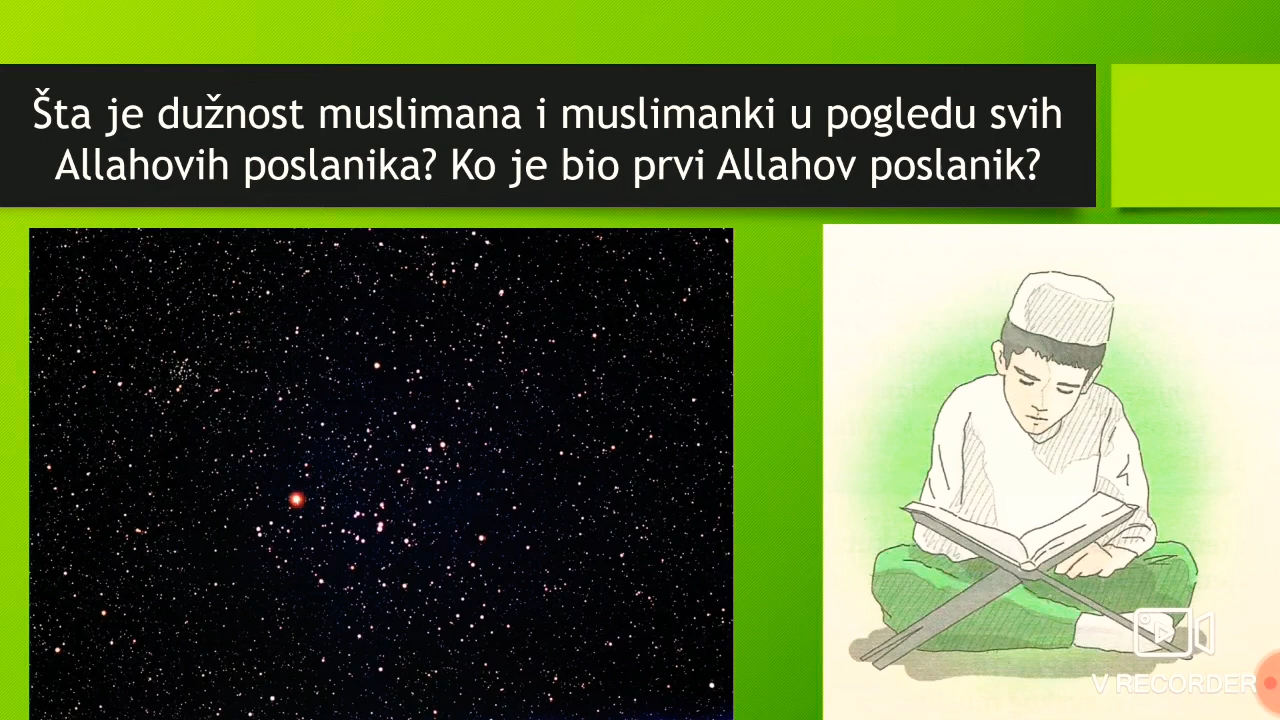 Šta je dužnost muslimana i muslimanki u pogledu svih
Allahovih poslanika? Ko je bio prvi Allahov poslanik?
V RECORDER